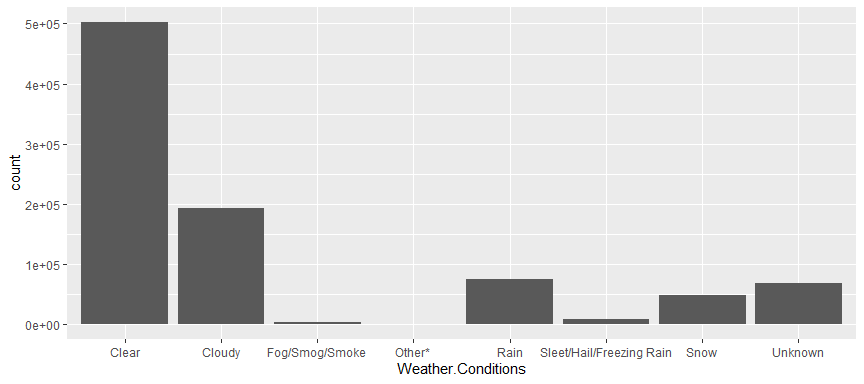 5e+05
4e+05
3e+05
2e+05
1e+05
0e+00
count
Clear Cloudy Fog/Smog/Smoke Other* Rain Sleet/Hail/Freezing Rain Snow Unknown
Weather.Conditions